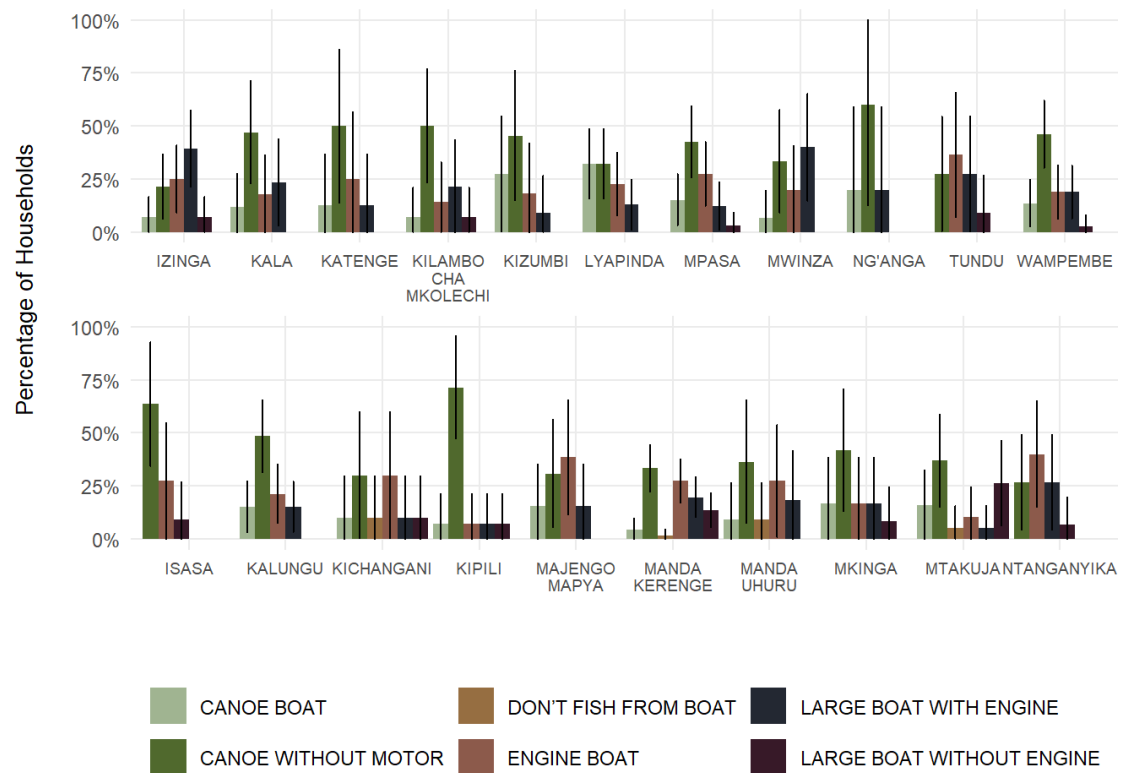 Percentage of Households
100%
75%
50%
25%
0%
IZINGA KALA KATENGE KILAMBO KIZUMBI LYAPINDA MPASA MWINZA NG'ANGA TUNDU WAMPEMBE
CHA
MKOLECHI
100%
75%
50%
25%
0%
ISASA KALUNGU KICHANGANI KIPILI MAJENGO MANDA MANDA MKINGA MTAKUJA NTANGANYIKA
MAPYA KERENGE UHURU
CANOE BOAT DON'T FISH FROM BOAT LARGE BOAT WITH ENGINE
CANOE WITHOUT MOTOR ENGINE BOAT LARGE BOAT WITHOUT ENGINE